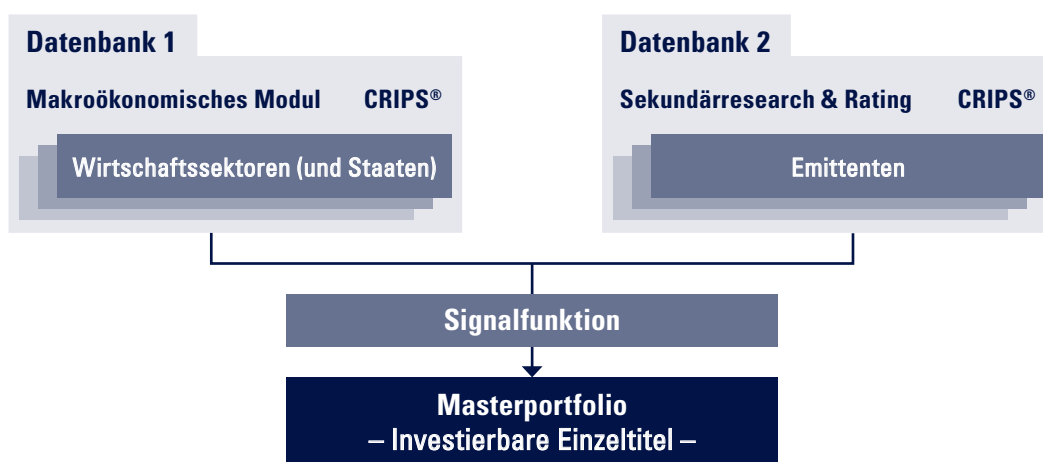 Datenbank 1
Makroökonomisches Modul CRIPS®
Wirtschaftssektoren (und Staaten)
Datenbank 2
Sekundärresearch & Rating CRIPS®
Emittenten
Signalfunktion
Masterportfolio
– Investierbare Einzeltitel –